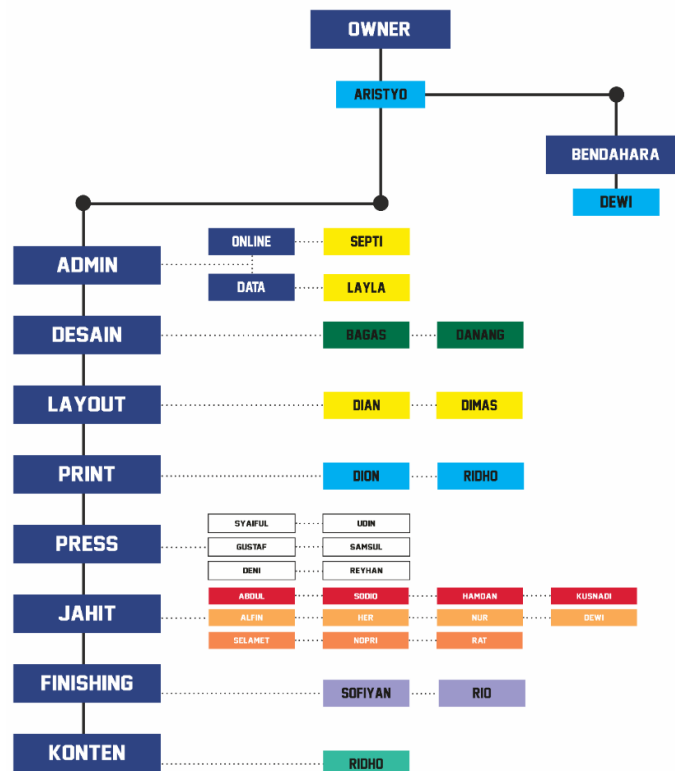 OWNER
ARISTYO
BENDAHARA
DEWI
ADMIN
ONLINE SEPTI
DATA LAYLA
DESAIN BAGAS DANANG
LAYOUT DIAN DIMAS
PRINT DION RIDHO
PRESS
SYAIFUL UDIN
GUSTAF SAMSUL
DENI REYHAN
JAHIT
ABDUL SODIO HAMDAN KUSNADI
ALFIN HER NUR DEWI
SELAMET NOPRI RAT
FINISHING SOFIYAN RIO
KONTEN RIDHO